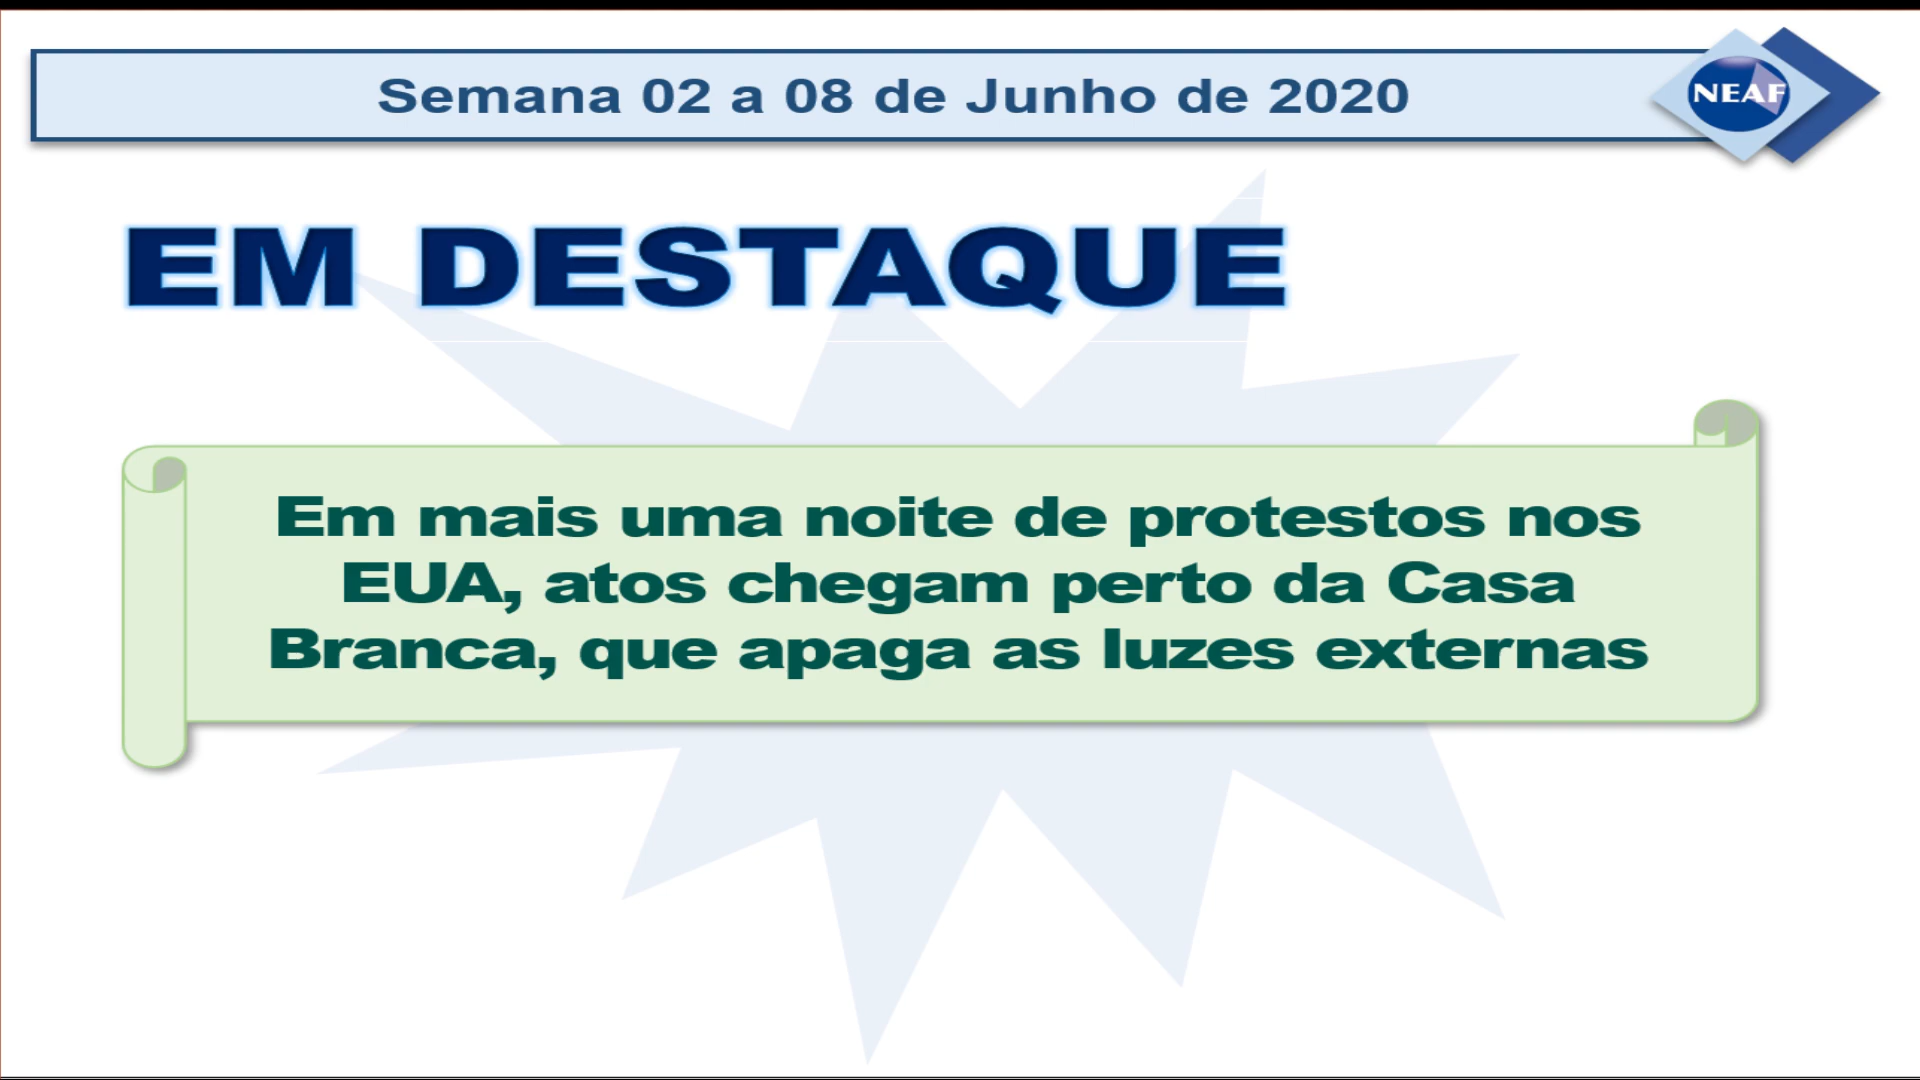 Semana 02 a 08 de Junho de 2020
NEAF
EM DESTAQUE
Em mais uma noite de protestos nos
EUA, atos chegam perto da Casa
Branca, que apaga as luzes externas